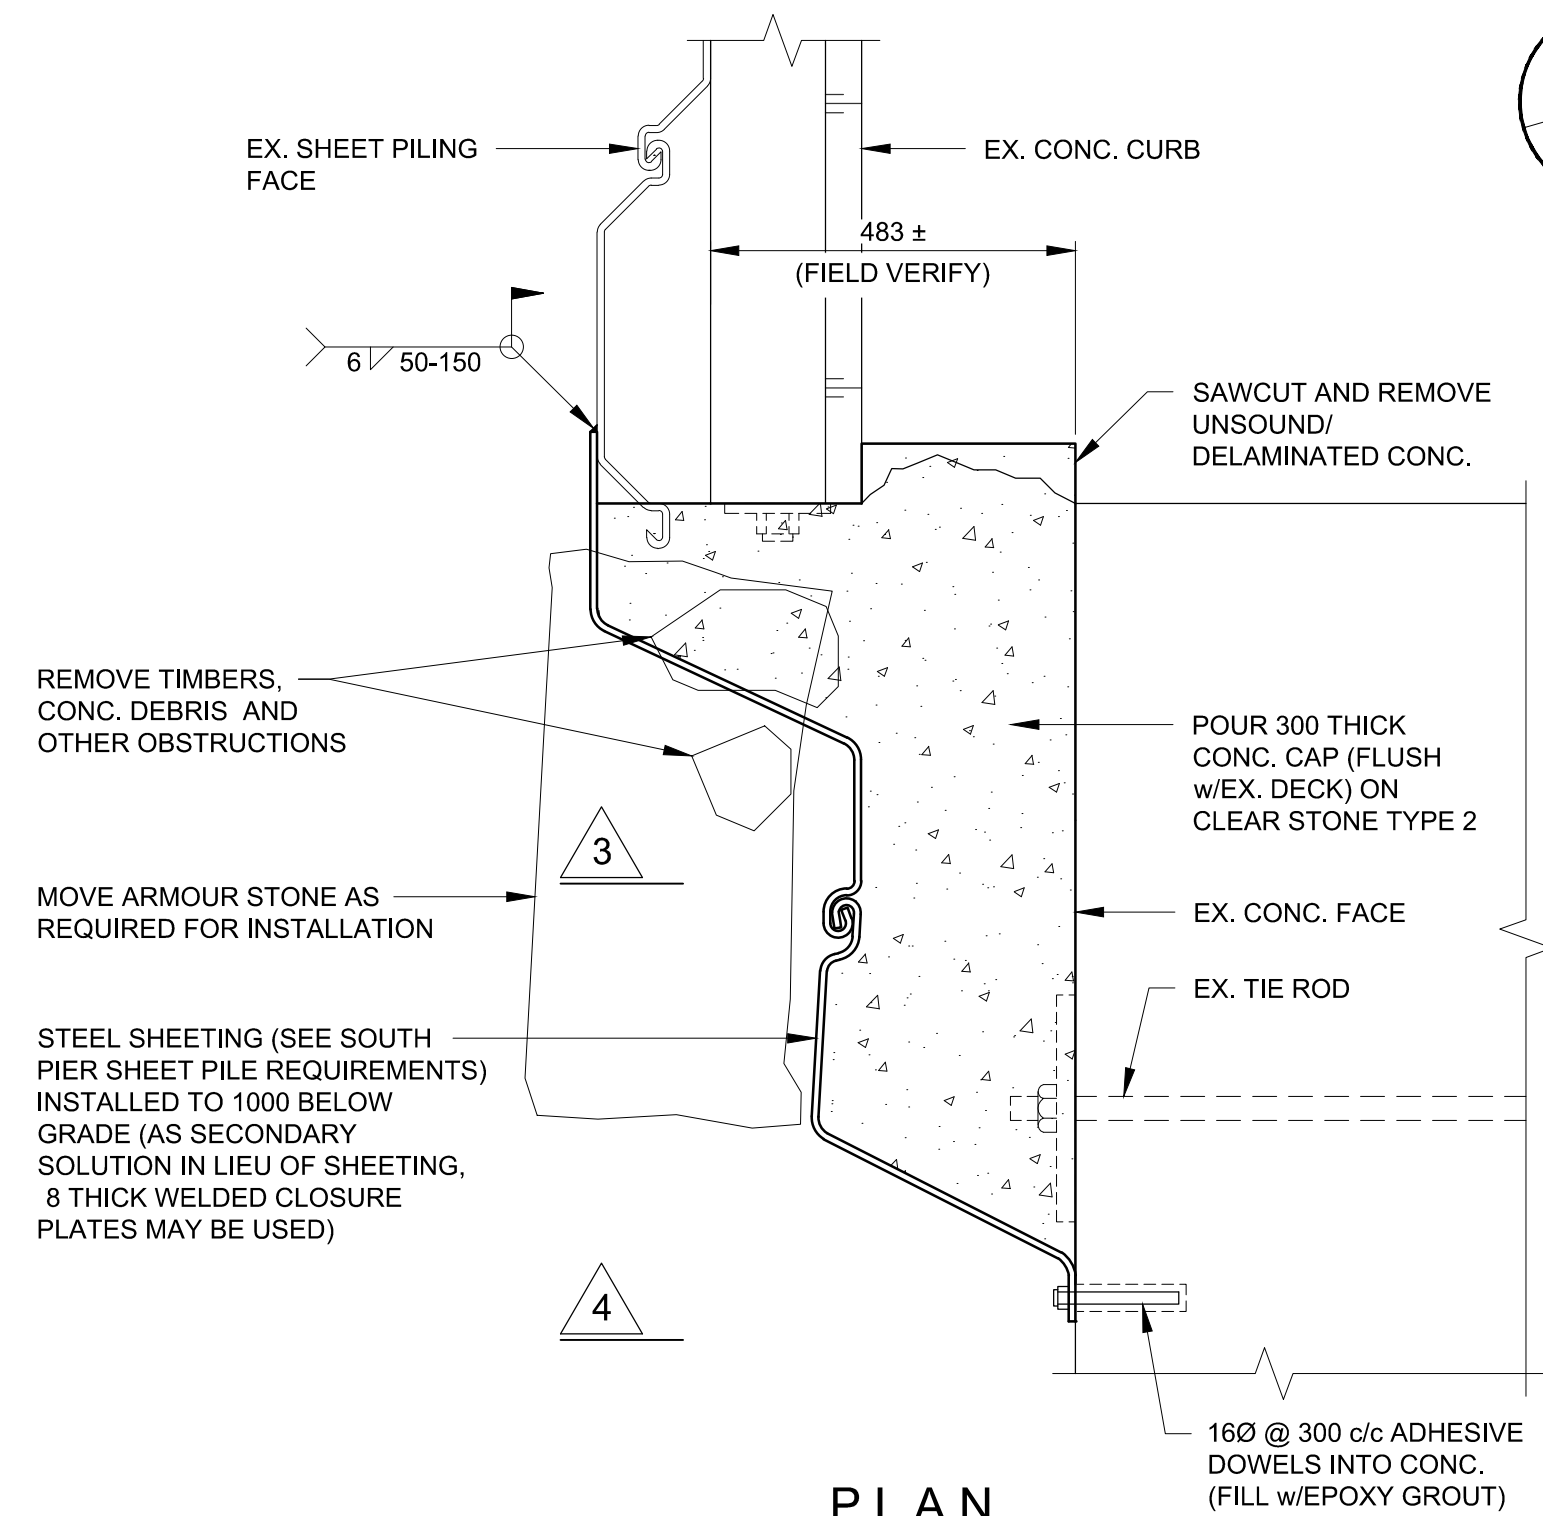 EX. SHEET PILING
FACE
EX. CONC. CURB
483 ±
(FIELD VERIFY)
6 50-150
SAWCUT AND REMOVE
UNSOUND/
DELAMINATED CONC.
REMOVE TIMBERS,
CONC. DEBRIS AND
OTHER OBSTRUCTIONS
POUR 300 THICK
CONC. CAP (FLUSH
w/EX. DECK) ON
CLEAR STONE TYPE 2
3
MOVE ARMOUR STONE AS
REQUIRED FOR INSTALLATION
EX. CONC. FACE
EX. TIE ROD
STEEL SHEETING (SEE SOUTH
PIER SHEET PILE REQUIREMENTS)
INSTALLED TO 1000 BELOW
GRADE (AS SECONDARY
SOLUTION IN LIEU OF SHEETING,
8 THICK WELDED CLOSURE
PLATES MAY BE USED)
4
16Ø @ 300 c/c ADHESIVE
DOWELS INTO CONC.
(FILL w/EPOXY GROUT)
PLAN